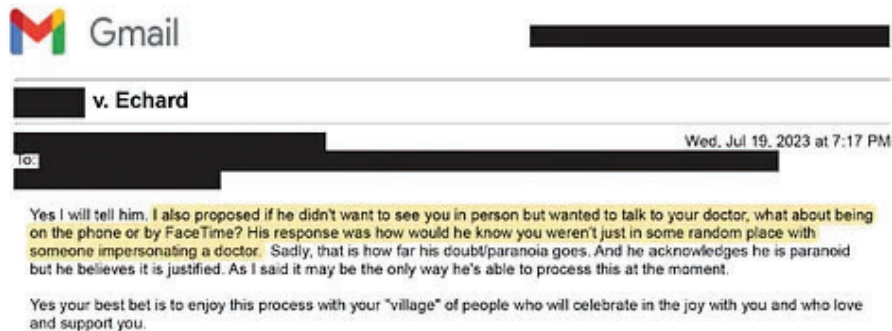 Gmail
v. Echard
Wed, Jul 19, 2023 at 7:17 PM
To:
Yes I will tell him. I also proposed if he didn't want to see you in person but wanted to talk to your doctor, what about being
on the phone or by FaceTime? His response was how would he know you weren't just in some random place with
someone impersonating a doctor. Sadly, that is how far his doubt/paranoia goes. And he acknowledges he is paranoid
but he believes it is justified. As I said it may be the only way he's able to process this at the moment.
Yes your best bet is to enjoy this process with your "village" of people who will celebrate in the joy with you and who love
and support you.